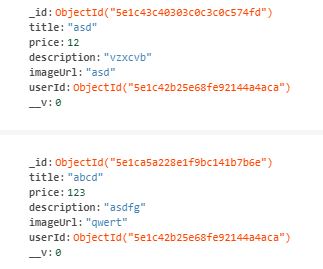 _id: ObjectId("5e1c43c40303c0c3c0c574fd")
title: "asd"
price: 12
description: "vzxcvb"
imageUrl: "asd"
userId: ObjectId("5e1c42b25e68fe92144a4aca")
__v: 0
_id: ObjectId("5e1ca5a228e1f9bc141b7b6e")
title: "abcd"
price: 123
description: "asdfg"
imageUrl: "qwert"
userId: ObjectId("5e1c42b25e68fe92144a4aca")
__v: 0